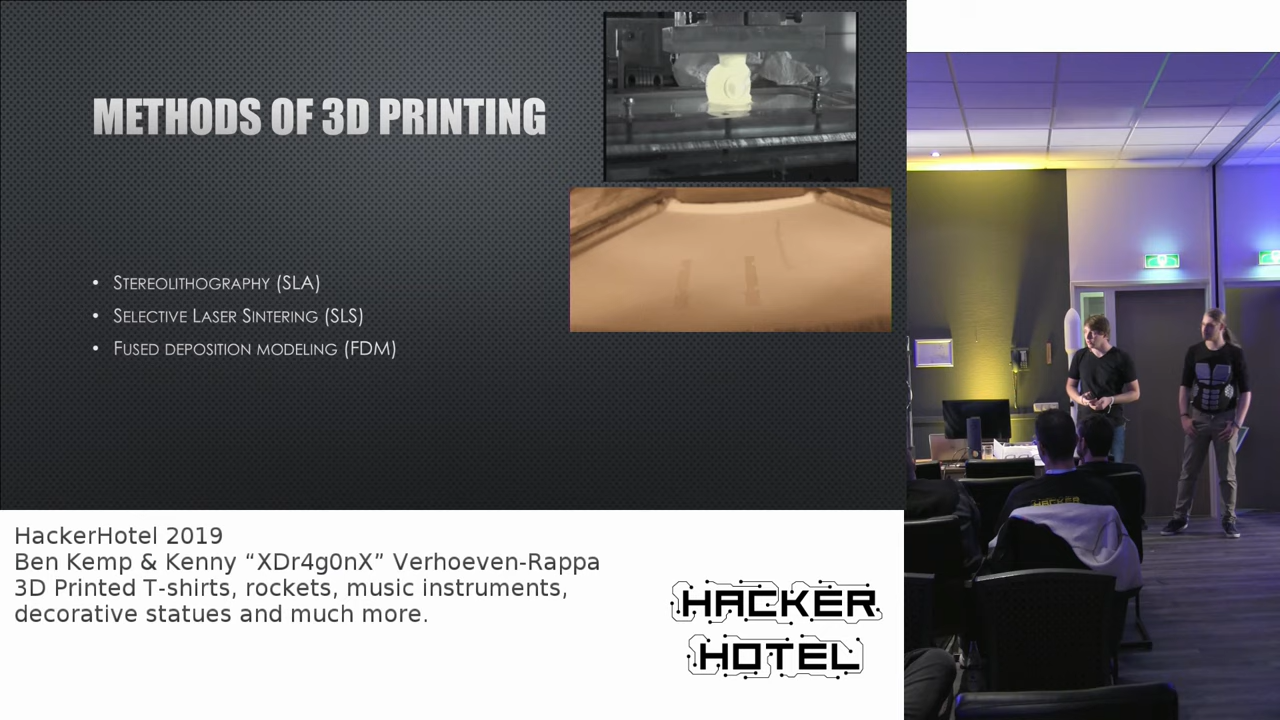 METHODS OF 3D PRINTING
• STEREOLITHOGRAPHY (SLA)
• SELECTIVE LASER SINTERING (SLS)
• FUSED DEPOSITION MODELING (FDM)
HackerHotel 2019
Ben Kemp & Kenny “XDr4g0nX” Verhoeven-Rappa
3D Printed T-shirts, rockets, music instruments,
decorative statues and much more.
HACKER
HOTEL
HACKER